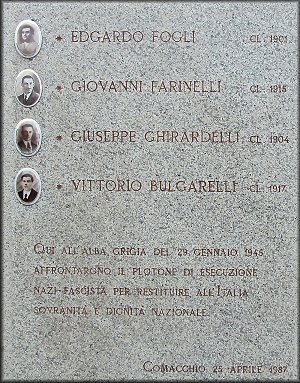 EDGARDO FOGLI CL. 1901
GIOVANNI FARINELLI CL. 1915
GIUSEPPE GHIRARDELLI CL. 1904
VITTORIO BULGARELLI CL. 1917
QUI ALL'ALBA GRIGIA DEL 29 GENNAIO 1945
AFFRONTARONO IL PLOTONE DI ESECUZIONE
NAZI-FASCISTA PER RESTITUIRE ALL'ITALIA
SOVRANITÀ E DIGNITÀ NAZIONALE
COMACCHIO 25 APRILE 1987